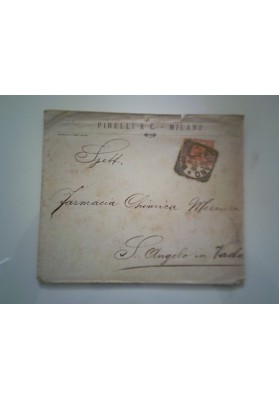 PIRELLI & C. - MILANO
Spett.
Farmacia Chimica
S. Angelo in Vado